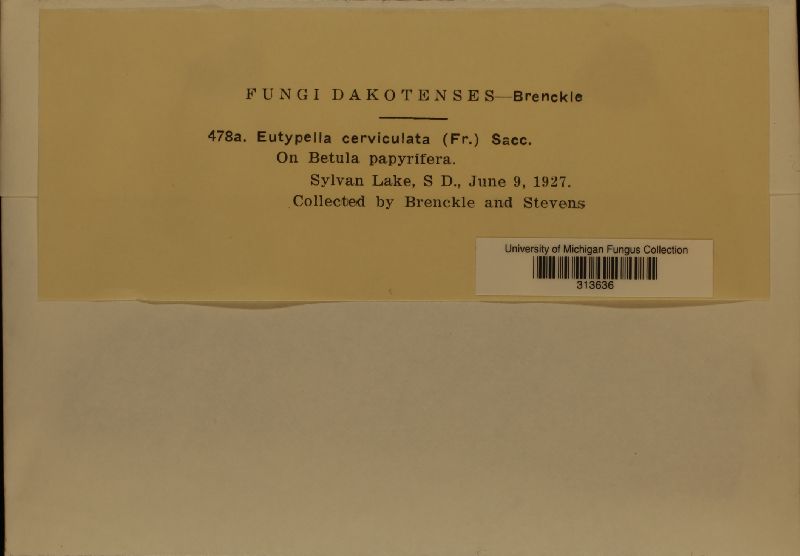 FUNGI DAKOTENSES—Brenckle
478a. Eutypella cerviculata (Fr.) Sacc.
On Betula papyrifera.
Sylvan Lake, S D., June 9, 1927.
Collected by Brenckle and Stevens
University of Michigan Fungus Collection
313636